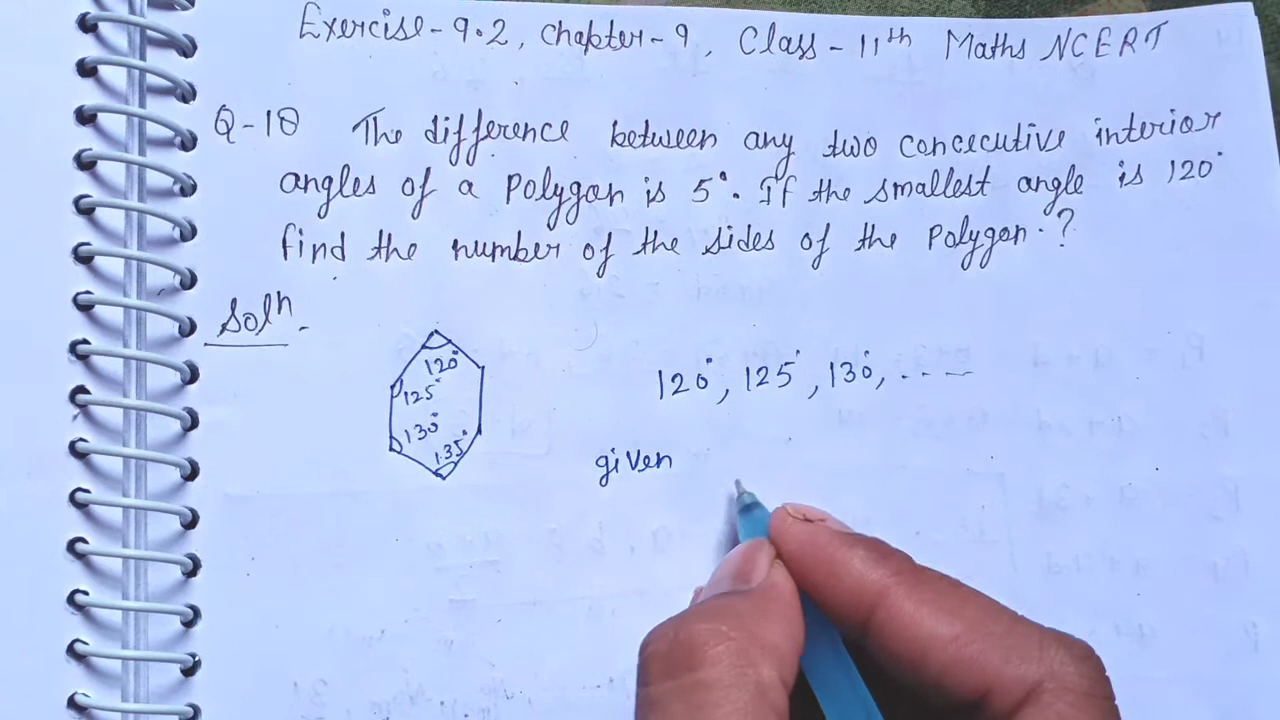 Exercise-9.2, Chapter-9, Class-11th Maths NCERT
Q-18 The difference between any two concecutive interior
angles of a polygon is 5°. If the smallest angle is 120°
find the number of the sides of the polygon.?
Solⁿ.
120°
125°
130°
135°
120°, 125°, 130°, ......
given